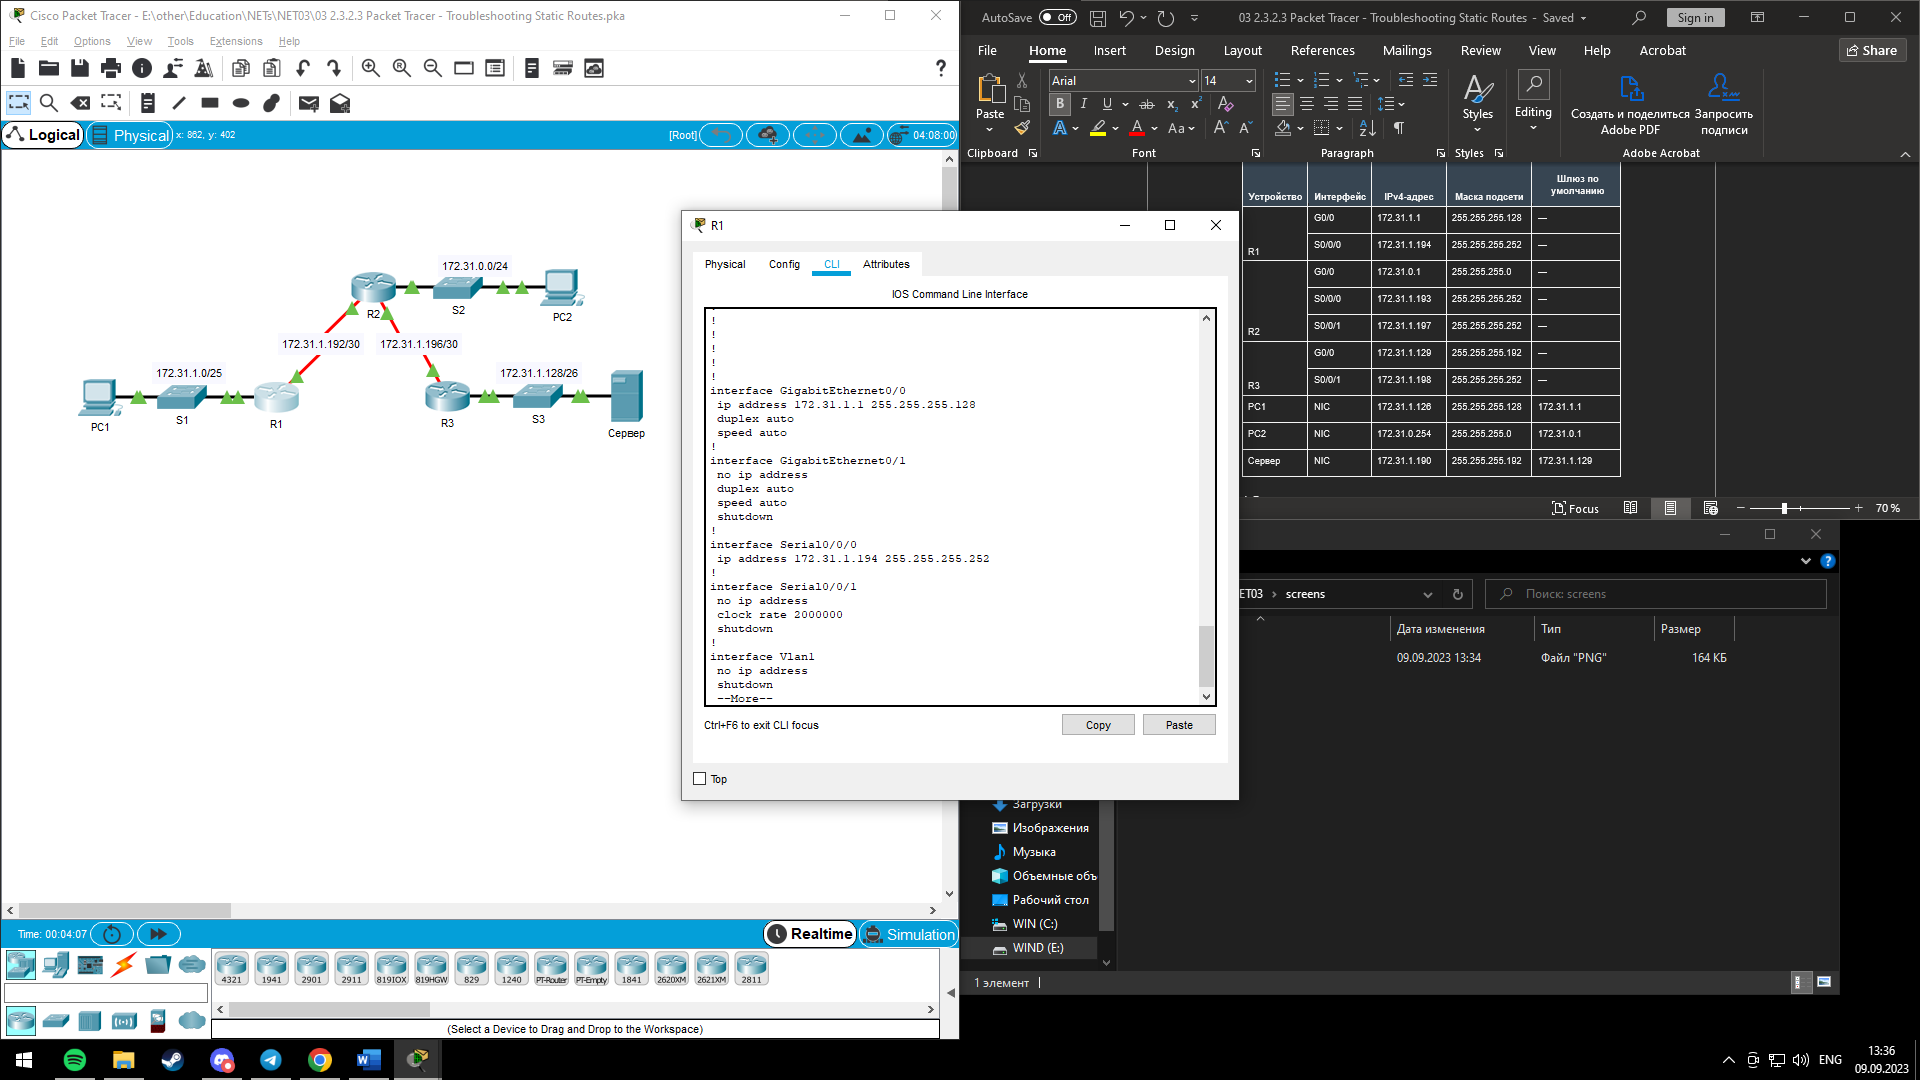 Cisco Packet Tracer - E:\other\Education\NETs\NET03\03 2.3.2.3 Packet Tracer - Troubleshooting Static Routes.pka
File Edit Options View Tools Extensions Help
Logical Physical x: 862, y: 402 [Root] 04:08:00
172.31.0.0/24
R2 S2 PC2
172.31.1.192/30 172.31.1.196/30
172.31.1.0/25 172.31.1.128/26
PC1 S1 R1 R3 S3 Сервер
R1
Physical Config CLI Attributes
IOS Command Line Interface
!
!
!
!
!
interface GigabitEthernet0/0
ip address 172.31.1.1 255.255.255.128
duplex auto
speed auto
!
interface GigabitEthernet0/1
no ip address
duplex auto
speed auto
shutdown
!
interface Serial0/0/0
ip address 172.31.1.194 255.255.255.252
!
interface Serial0/0/1
no ip address
clock rate 2000000
shutdown
!
interface Vlan1
no ip address
shutdown
--More--
Ctrl+F6 to exit CLI focus Copy Paste
Top
Time: 00:04:07 Realtime Simulation
4321 1941 2901 2911 819IOX 819HGW 829 1240 PT-Router PT-Empty 1841 2620XM 2621XM 2811
(Select a Device to Drag and Drop to the Workspace)
AutoSave Off 03 2.3.2.3 Packet Tracer - Troubleshooting Static Routes - Saved Sign in
File Home Insert Design Layout References Mailings Review View Help Acrobat Share
Paste Arial 14 Styles Editing Создать и поделиться Adobe PDF Запросить подписи
Clipboard Font Paragraph Styles Adobe Acrobat
Устройство Интерфейс IPv4-адрес Маска подсети Шлюз по умолчанию
R1 G0/0 172.31.1.1 255.255.255.128 —
S0/0/0 172.31.1.194 255.255.255.252 —
R2 G0/0 172.31.0.1 255.255.255.0 —
S0/0/0 172.31.1.193 255.255.255.252 —
S0/0/1 172.31.1.197 255.255.255.252 —
R3 G0/0 172.31.1.129 255.255.255.192 —
S0/0/1 172.31.1.198 255.255.255.252 —
PC1 NIC 172.31.1.126 255.255.255.128 172.31.1.1
PC2 NIC 172.31.0.254 255.255.255.0 172.31.0.1
Сервер NIC 172.31.1.190 255.255.255.192 172.31.1.129
Focus 70 %
ET03 screens Поиск: screens
Дата изменения Тип Размер
09.09.2023 13:34 Файл "PNG" 164 КБ
Загрузки
Изображения
Музыка
Объемные объ
Рабочий стол
WIN (C:)
WIND (E:)
1 элемент
ENG 13:36
09.09.2023